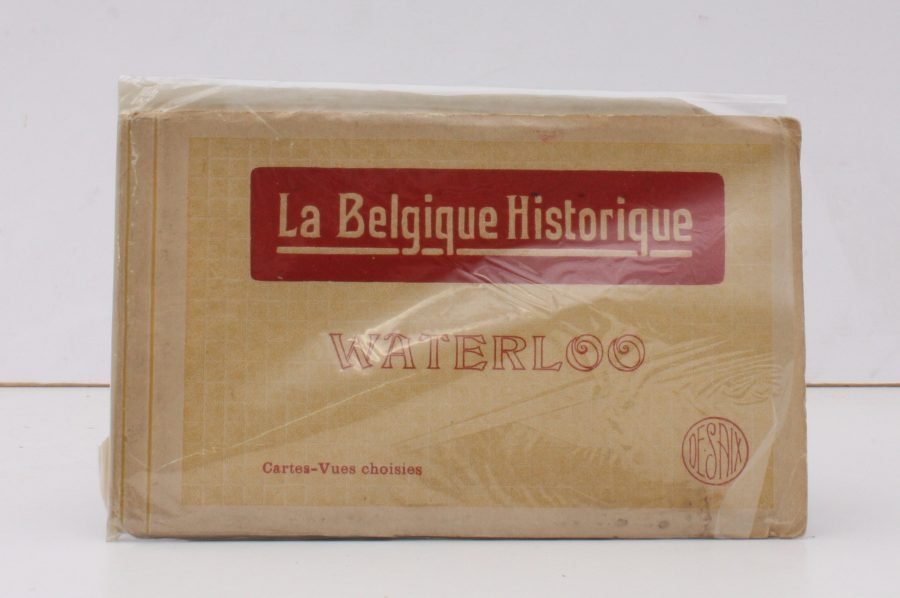 La Belgique Historique
WATERLOO
Cartes-Vues choisies
DESAIX